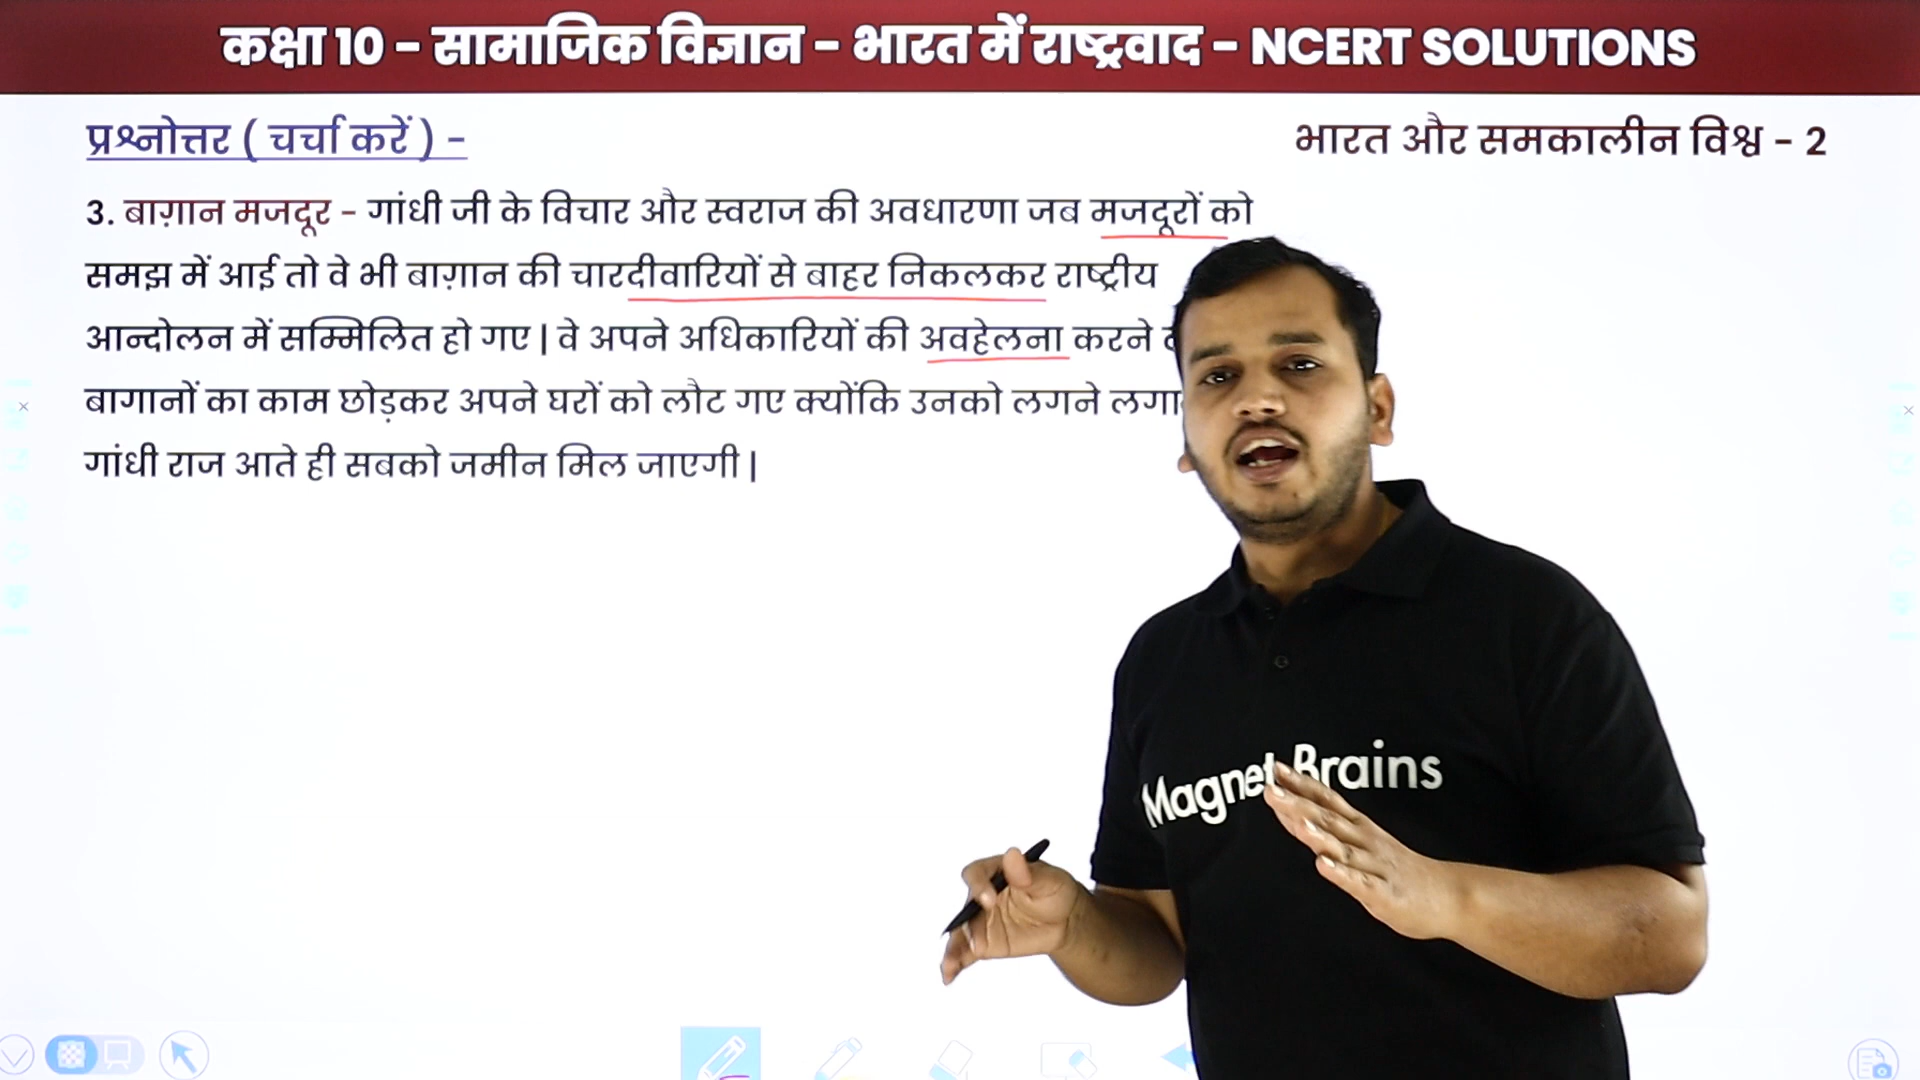 कक्षा 10 - सामाजिक विज्ञान - भारत में राष्ट्रवाद - NCERT SOLUTIONS
प्रश्नोत्तर ( चर्चा करें ) -
भारत और समकालीन विश्व - 2
3. बाग़ान मजदूर - गांधी जी के विचार और स्वराज की अवधारणा जब मजदूरों को
समझ में आई तो वे भी बाग़ान की चारदीवारियों से बाहर निकलकर राष्ट्रीय
आन्दोलन में सम्मिलित हो गए | वे अपने अधिकारियों की अवहेलना करने
बागानों का काम छोड़कर अपने घरों को लौट गए क्योंकि उनको लगने लगा
गांधी राज आते ही सबको जमीन मिल जाएगी |
Magnet Brains